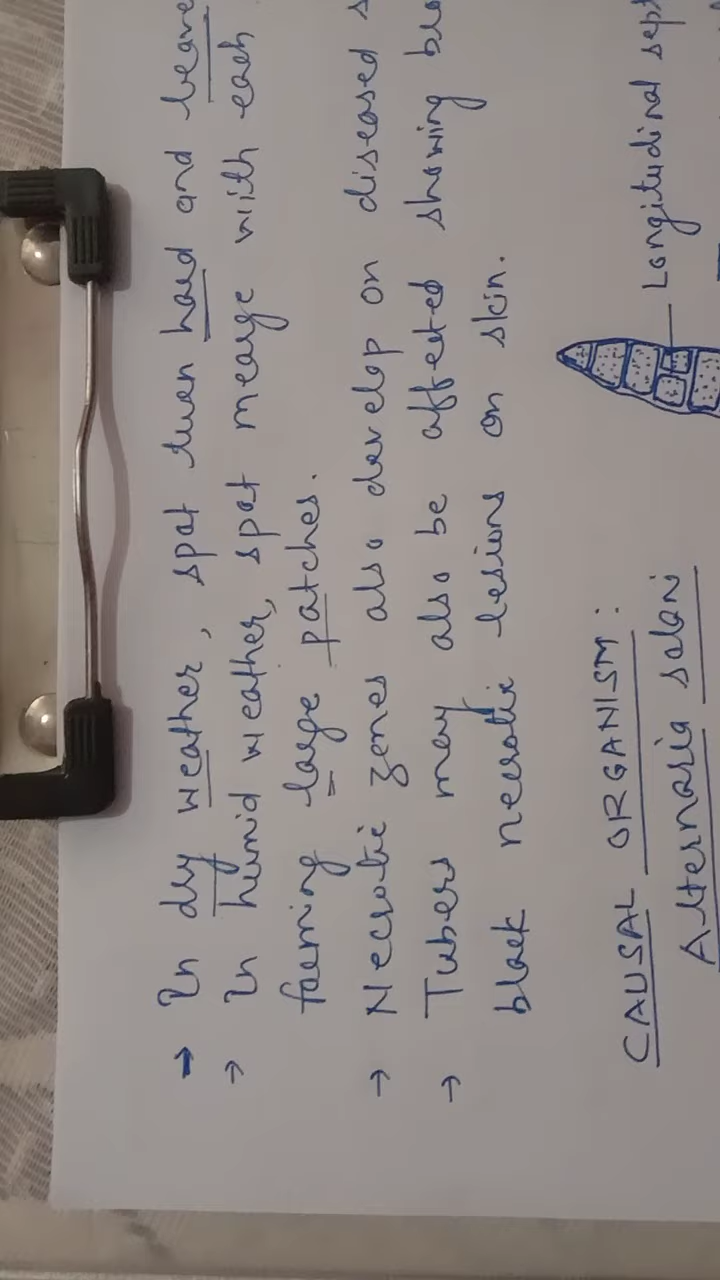 → In dry weather, spot turn hard and
→ In humid weather, spot mearge with each
forming large patches.
→ Necrotic zones also develop on diseased s
→ Tubers may also be affected showing
black necrotic lesions on skin.
Longitudinal sept
CAUSAL ORGANISM:
Alternaria solani